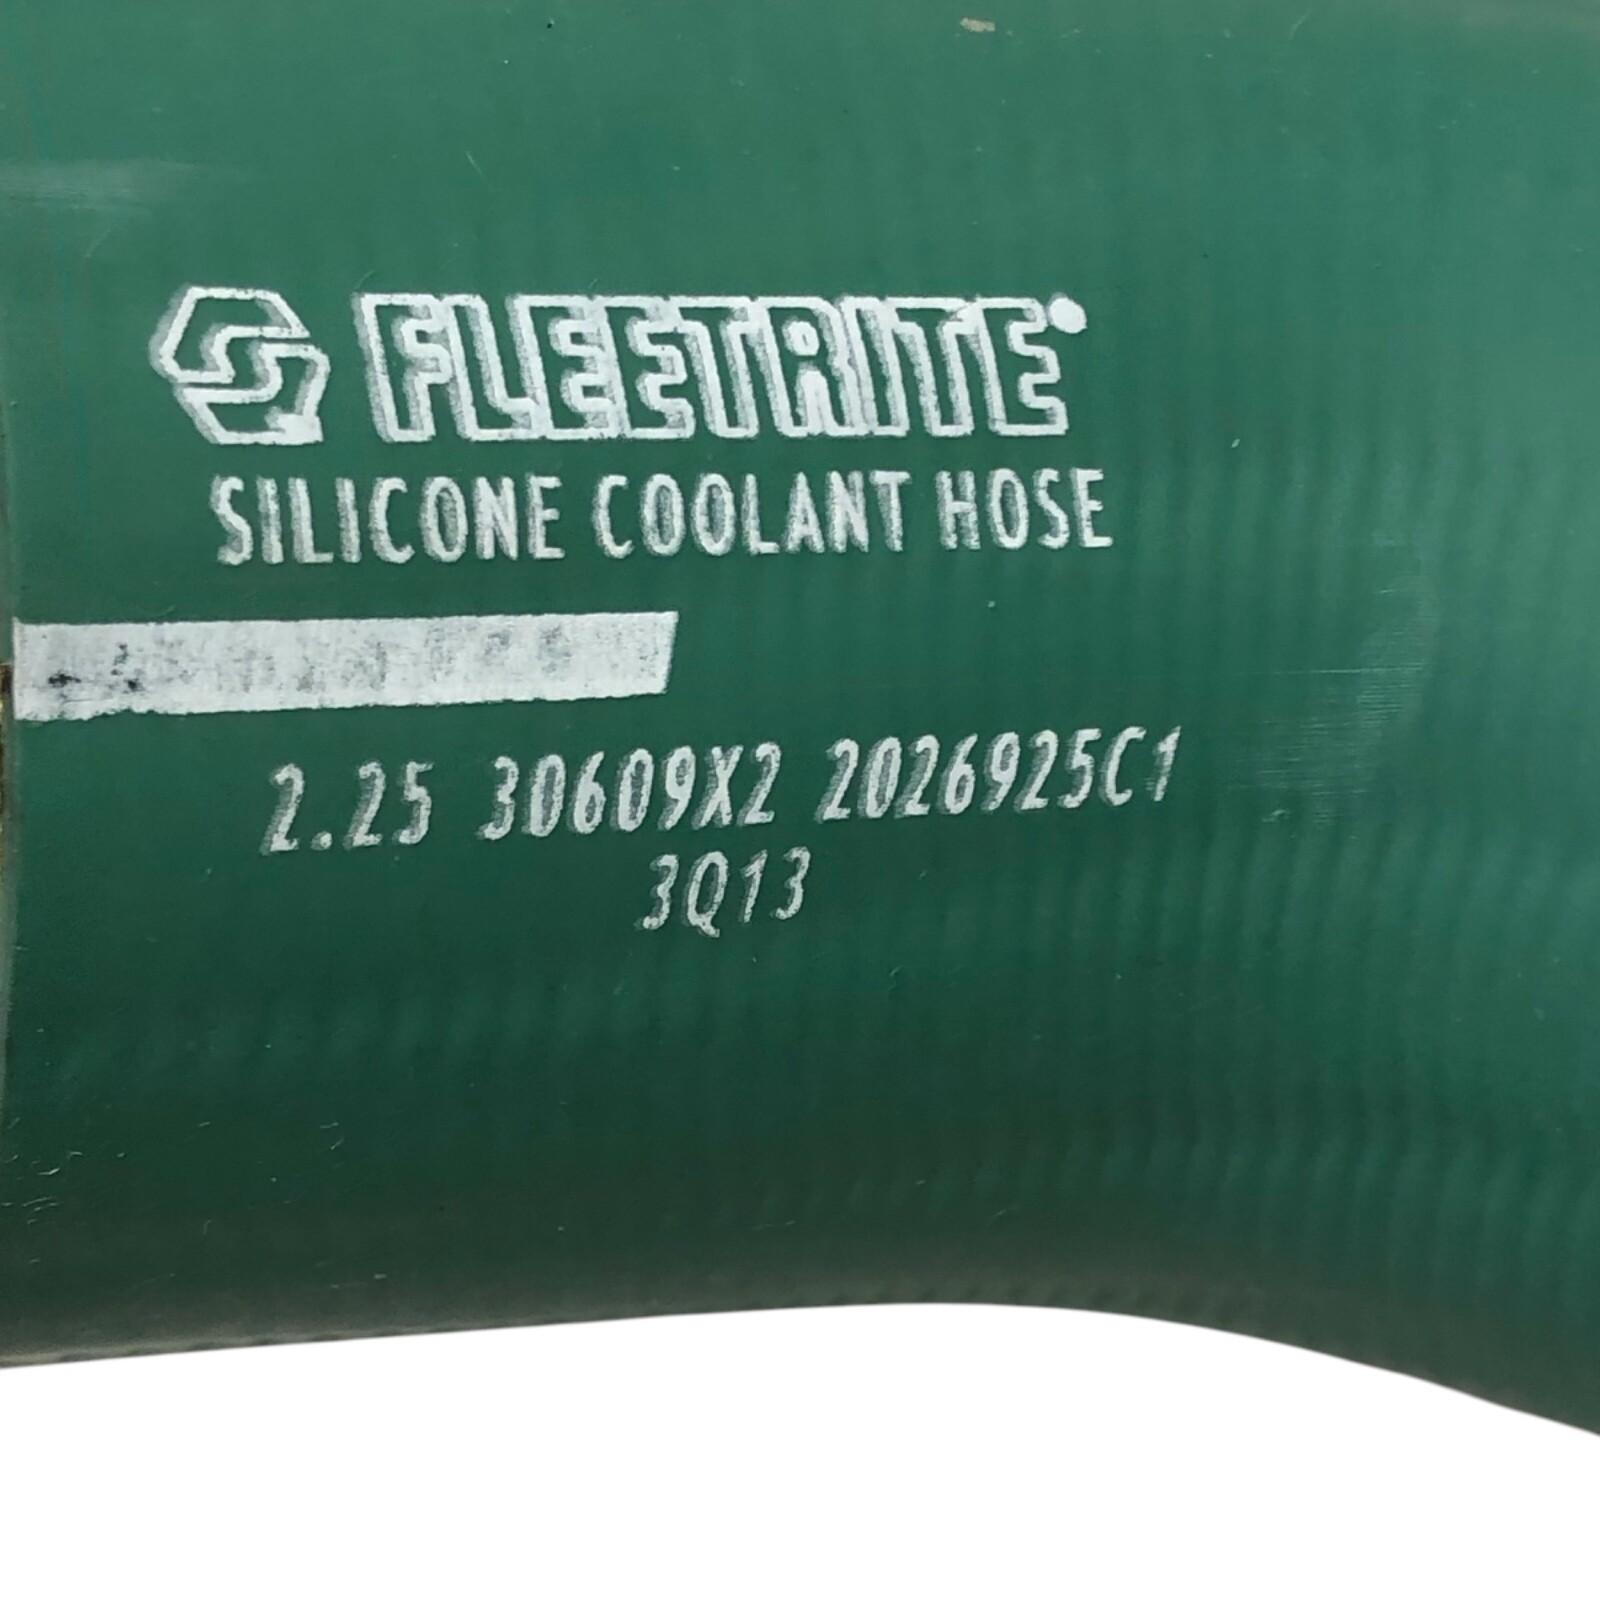 FLEETRITE
SILICONE COOLANT HOSE
2.25 30609X2 2026925C1
3Q13